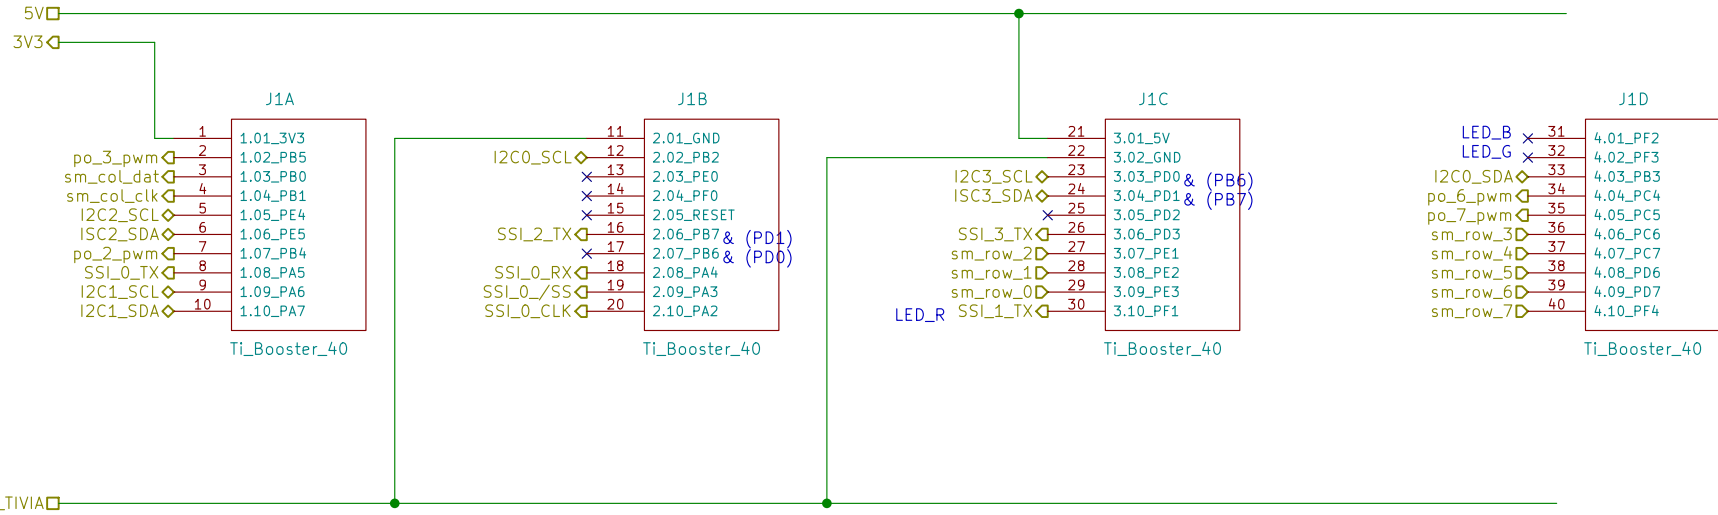 5V
3V3
J1A
po_3_pwm 2 1.02_PB5
1 1.01_3V3
sm_col_dat 3 1.03_PB0
sm_col_clk 4 1.04_PB1
I2C2_SCL 5 1.05_PE4
ISC2_SDA 6 1.06_PE5
po_2_pwm 7 1.07_PB4
SSI_0_TX 8 1.08_PA5
I2C1_SCL 9 1.09_PA6
I2C1_SDA 10 1.10_PA7
Ti_Booster_40
J1B
11 2.01_GND
I2C0_SCL 12 2.02_PB2
13 2.03_PE0
14 2.04_PF0
15 2.05_RESET
SSI_2_TX 16 2.06_PB7 & (PD1)
17 2.07_PB6 & (PD0)
SSI_0_RX 18 2.08_PA4
SSI_0_/SS 19 2.09_PA3
SSI_0_CLK 20 2.10_PA2
Ti_Booster_40
J1C
21 3.01_5V
22 3.02_GND
I2C3_SCL 23 3.03_PD0 & (PB6)
ISC3_SDA 24 3.04_PD1 & (PB7)
25 3.05_PD2
SSI_3_TX 26 3.06_PD3
sm_row_2 27 3.07_PE1
sm_row_1 28 3.08_PE2
sm_row_0 29 3.09_PE3
LED_R SSI_1_TX 30 3.10_PF1
Ti_Booster_40
J1D
LED_B 31 4.01_PF2
LED_G 32 4.02_PF3
I2C0_SDA 33 4.03_PB3
po_6_pwm 34 4.04_PC4
po_7_pwm 35 4.05_PC5
sm_row_3 36 4.06_PC6
sm_row_4 37 4.07_PC7
sm_row_5 38 4.08_PD6
sm_row_6 39 4.09_PD7
sm_row_7 40 4.10_PF4
Ti_Booster_40
_TIVIA